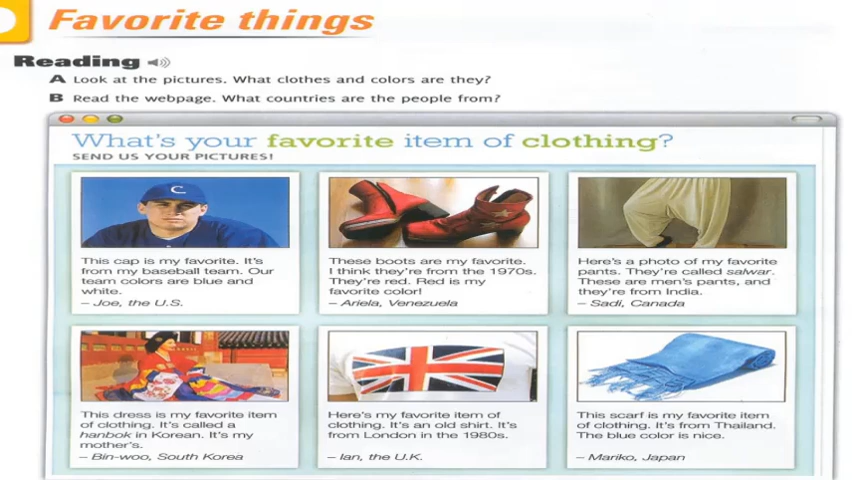 Favorite things
Reading
A Look at the pictures. What clothes and colors are they?
B Read the webpage. What countries are the people from?
What's your favorite item of clothing?
SEND US YOUR PICTURES!
C
This cap is my favorite. It's
from my baseball team. Our
team colors are blue and
white.
– Joe, the U.S.
These boots are my favorite.
I think they're from the 1970s.
They're red. Red is my
favorite color!
– Ariela, Venezuela
Here's a photo of my favorite
pants. They're called salwar.
These are men's pants, and
they're from India.
– Sadi, Canada
This dress is my favorite item
of clothing. It's called a
hanbok in Korean. It's my
mother's.
– Bin-woo, South Korea
Here's my favorite item of
clothing. It's an old shirt. It's
from London in the 1980s.
– Ian, the U.K.
This scarf is my favorite item
of clothing. It's from Thailand.
The blue color is nice.
– Mariko, Japan